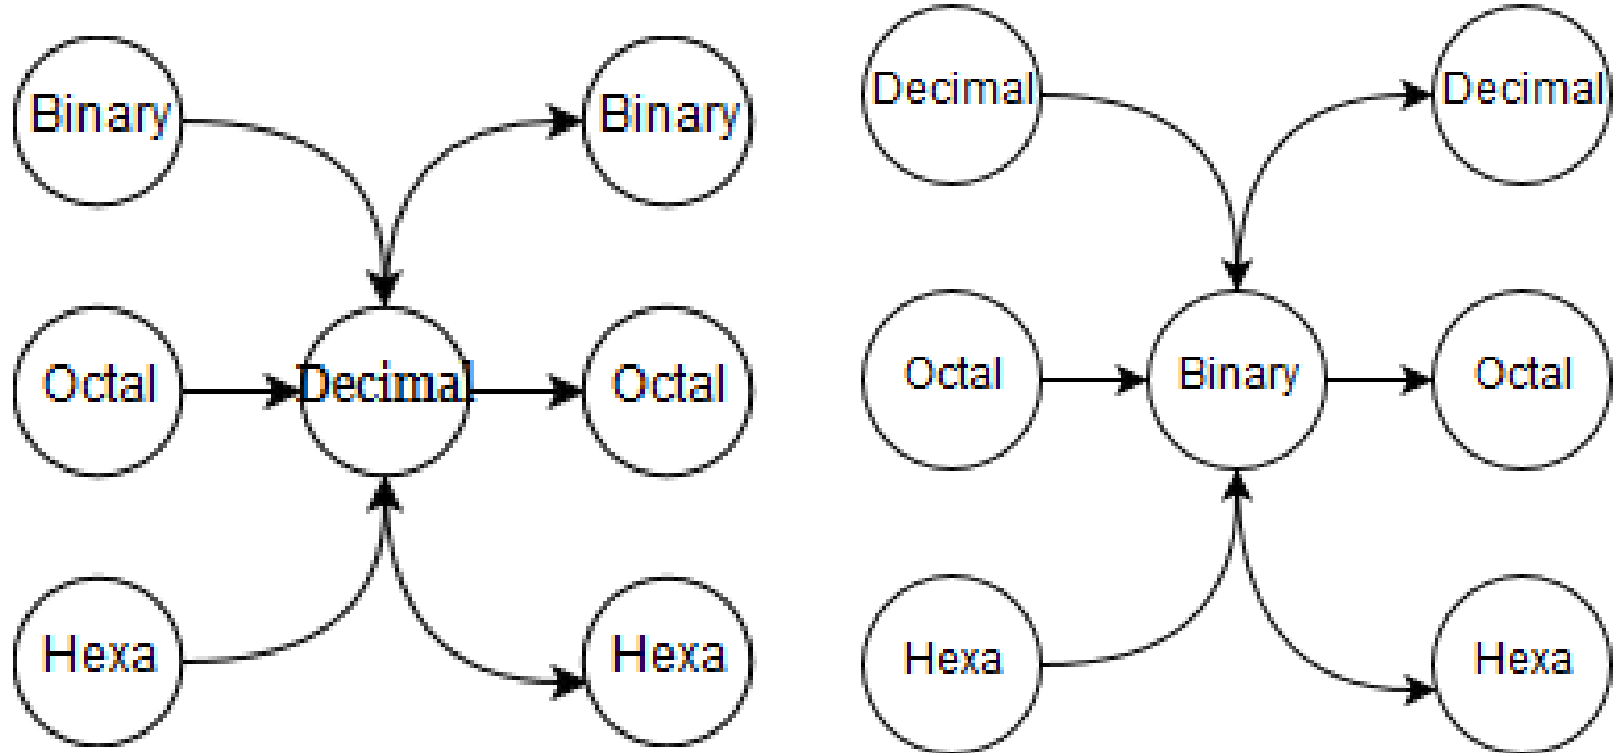 Binary
Binary
Octal
Decimal
Octal
Hexa
Hexa
Decimal
Decimal
Octal
Binary
Octal
Hexa
Hexa